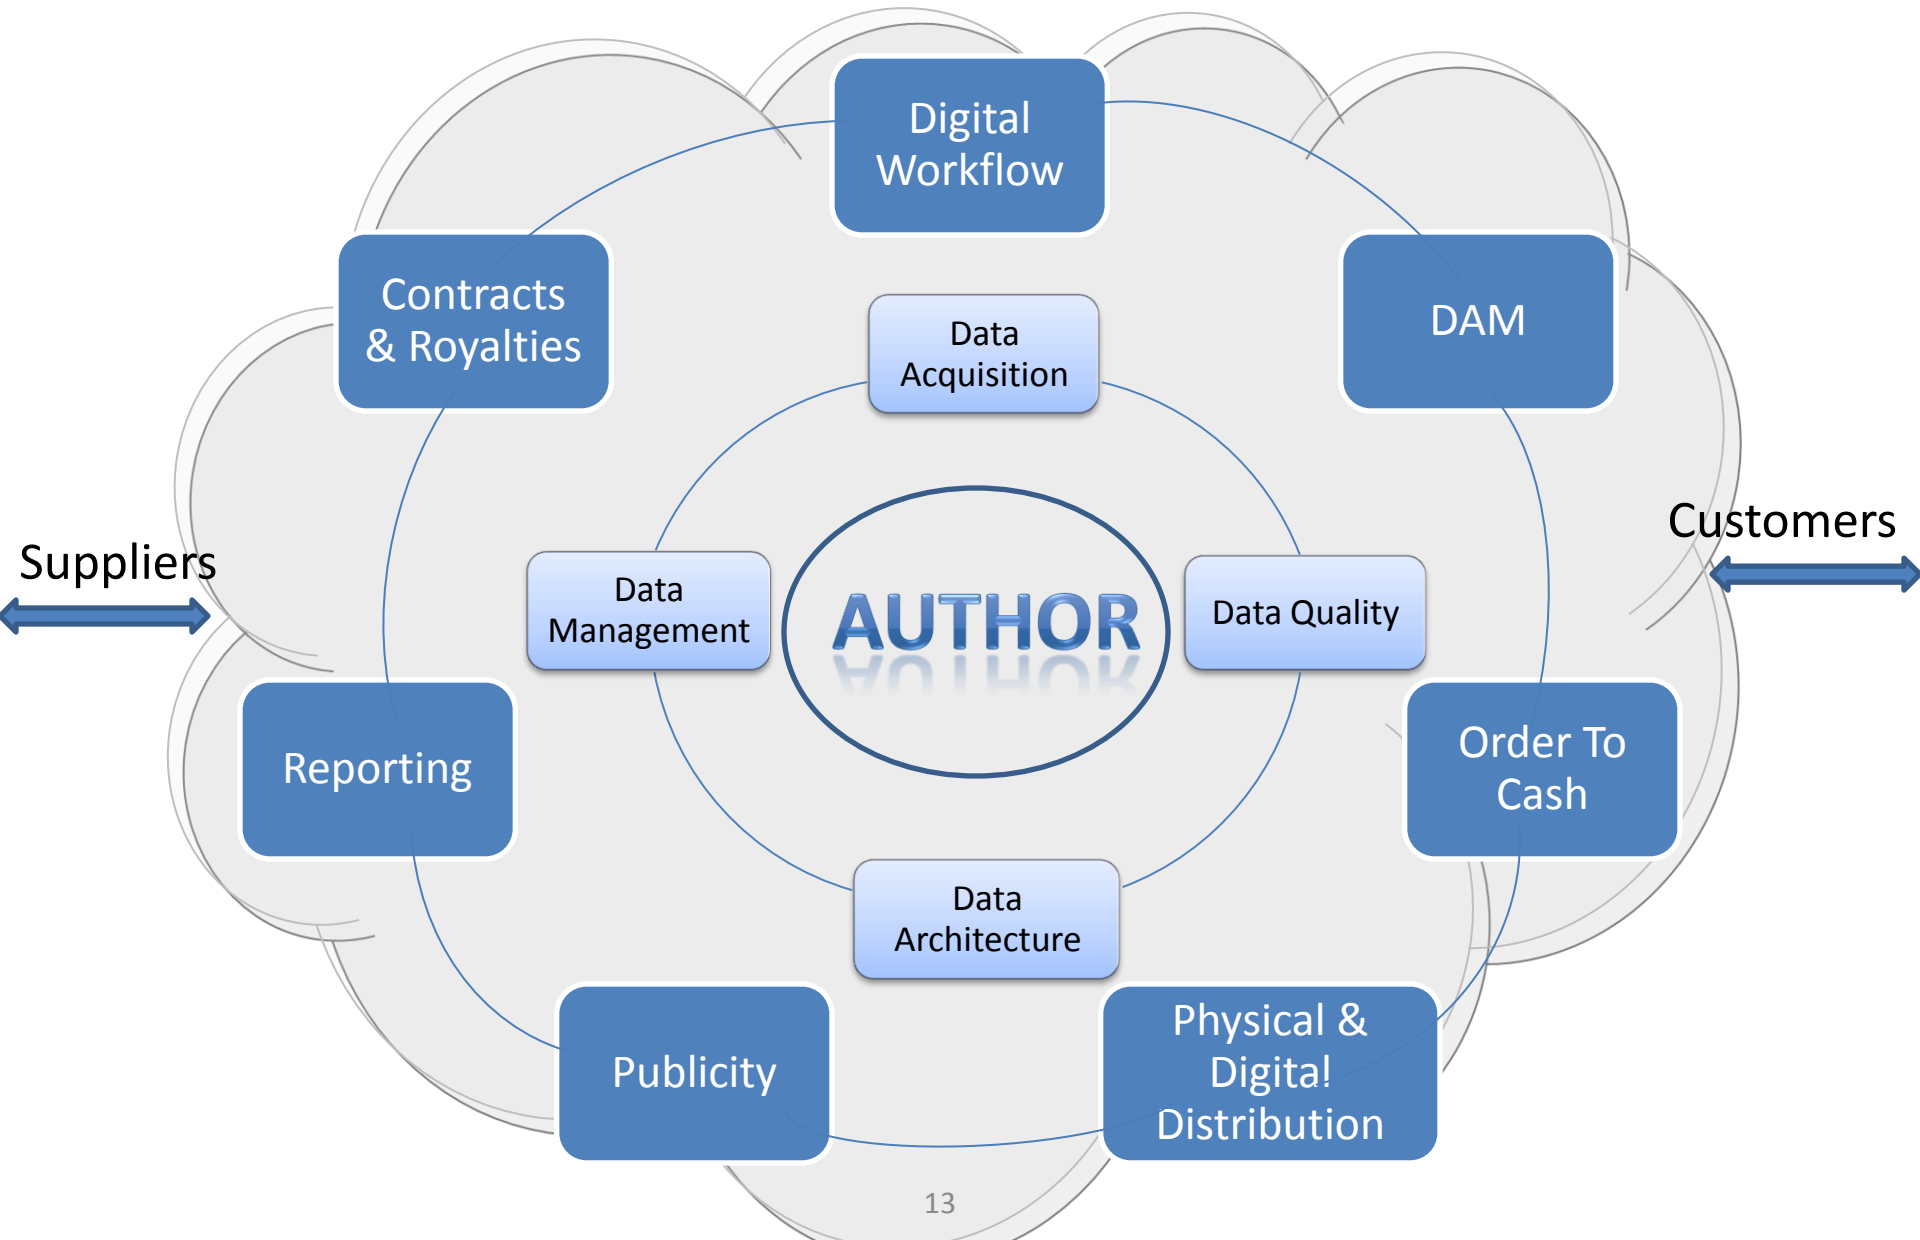 Digital
Workflow
Contracts
& Royalties
DAM
Data
Acquisition
Customers
Suppliers
Data
Management
AUTHOR
Data Quality
Reporting
Order To
Cash
Data
Architecture
Publicity
Physical &
Digital
Distribution
13